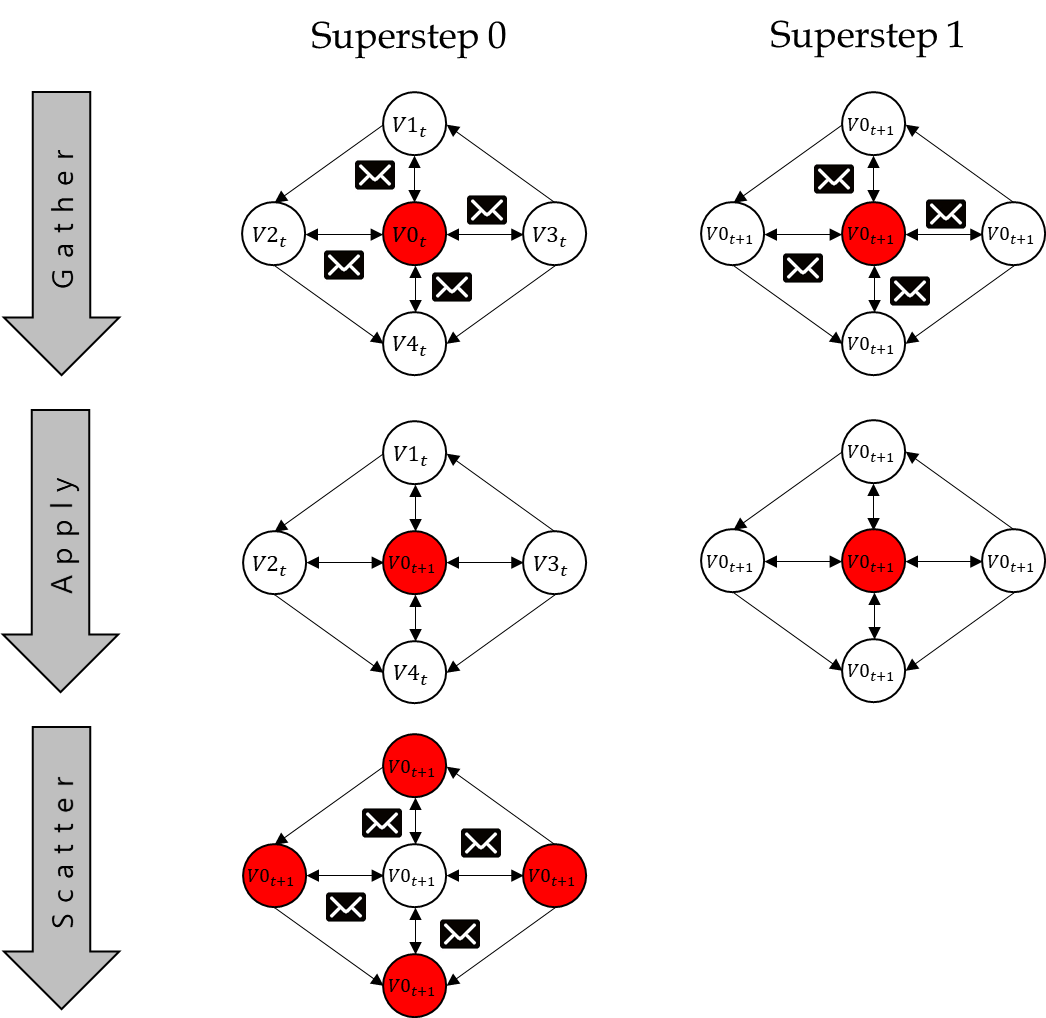 Superstep 0
Superstep 1
Gather
V1t
V2t
V0t
V3t
V4t
V0t+1
V0t+1
V0t+1
V0t+1
V0t+1
Apply
V1t
V2t
V0t+1
V3t
V4t
V0t+1
V0t+1
V0t+1
V0t+1
V0t+1
Scatter
V0t+1
V0t+1
V0t+1
V0t+1
V0t+1